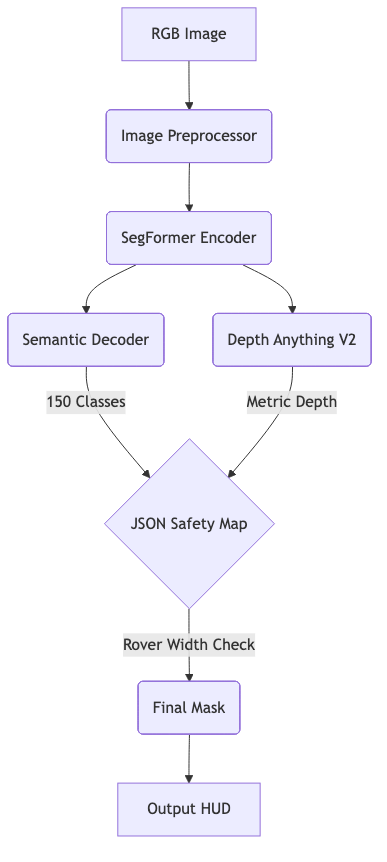 RGB Image
Image Preprocessor
SegFormer Encoder
Semantic Decoder
Depth Anything V2
150 Classes
Metric Depth
JSON Safety Map
Rover Width Check
Final Mask
Output HUD